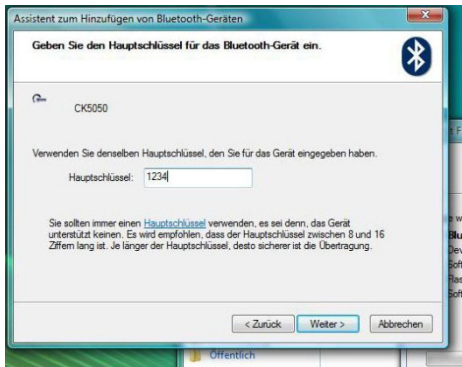 Assistent zum Hinzufügen von Bluetooth-Geräten
Geben Sie den Hauptschlüssel für das Bluetooth-Gerät ein.
CK5050
Verwenden Sie denselben Hauptschlüssel, den Sie für das Gerät eingegeben haben.
Hauptschlüssel: 1234
Sie sollten immer einen Hauptschlüssel verwenden, es sei denn, das Gerät
unterstützt keinen. Es wird empfohlen, dass der Hauptschlüssel zwischen 8 und 16
Ziffern lang ist. Je länger der Hauptschlüssel, desto sicherer ist die Übertragung.
< Zurück Weiter > Abbrechen
Öffentlich